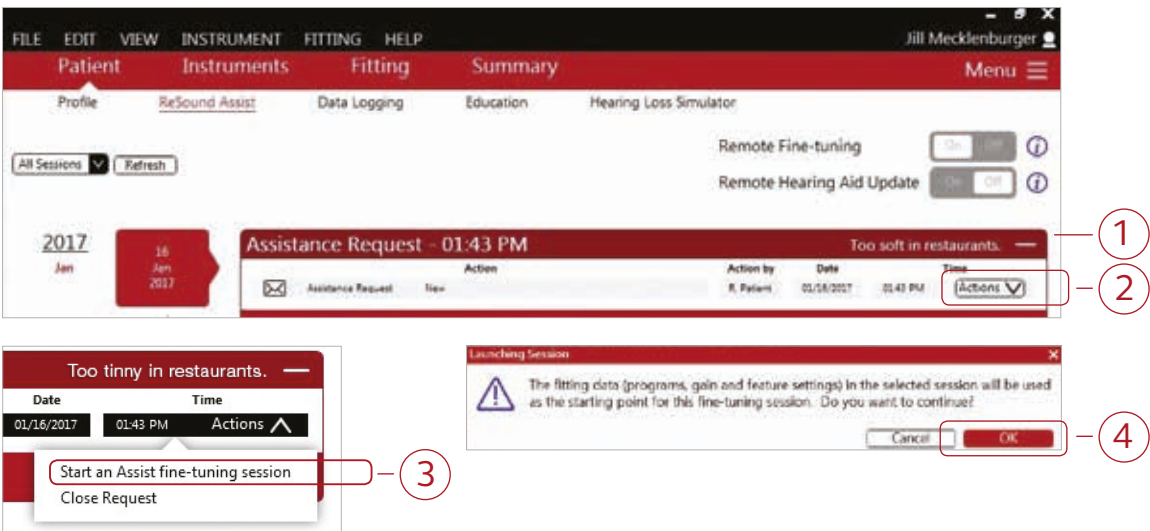 FILE EDIT VIEW INSTRUMENT FITTING HELP Jill Mecklenburger
Patient Instruments Fitting Summary Menu
Profile ReSound Assist Data Logging Education Hearing Loss Simulator
Remote Fine-tuning On Off
All Sessions Refresh
Remote Hearing Aid Update On Off
2017
Jan
16
Jan
2017
Assistance Request - 01:43 PM Too soft in restaurants. 1
Action Action by Date Time
Assistance Request New R. Patient 01/16/2017 01:43 PM Actions 2
Too tinny in restaurants.
Date Time
01/16/2017 01:43 PM Actions
Start an Assist fine-tuning session 3
Close Request
Launching Session
The fitting data (programs, gain and feature settings) in the selected session will be used
as the starting point for this fine-tuning session. Do you want to continue?
Cancel OK 4